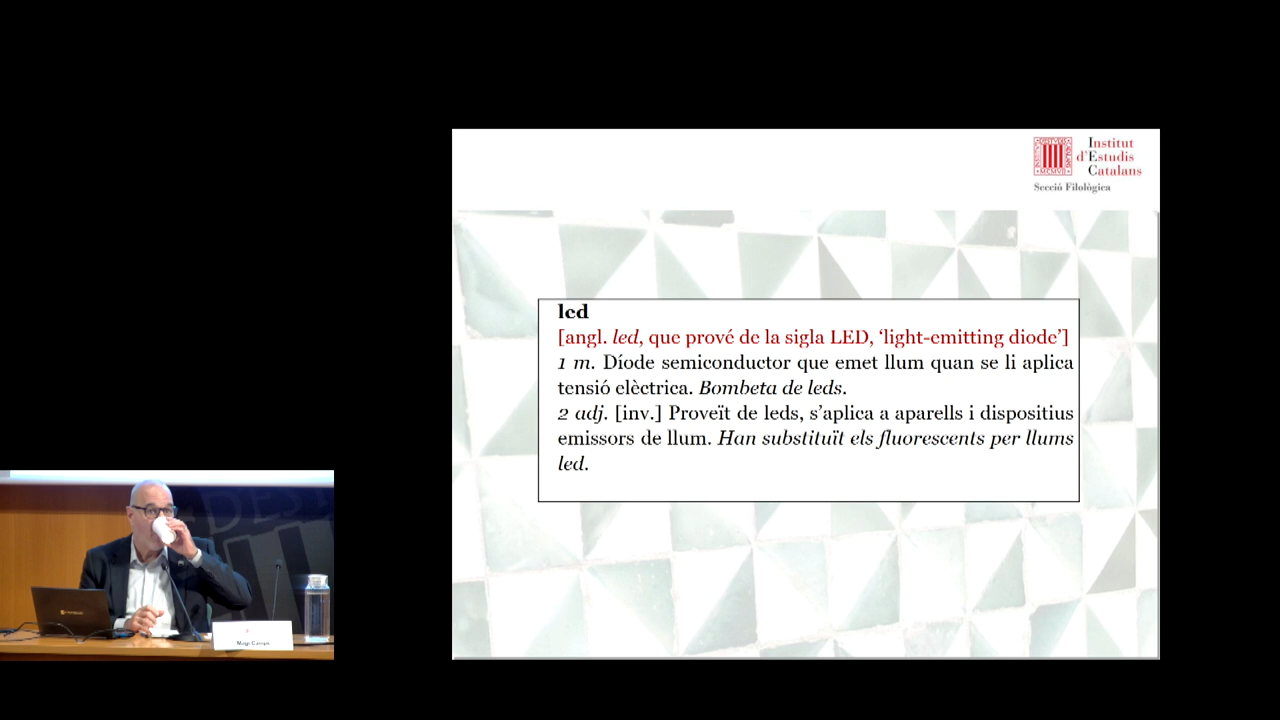 Institut
d'Estudis
Catalans
Secció Filològica
led
[angl. led, que prové de la sigla LED, ‘light-emitting diode’]
1 m. Díode semiconductor que emet llum quan se li aplica
tensió elèctrica. Bombeta de leds.
2 adj. [inv.] Proveït de leds, s’aplica a aparells i dispositius
emissors de llum. Han substituït els fluorescents per llums
led.
Magí Camps